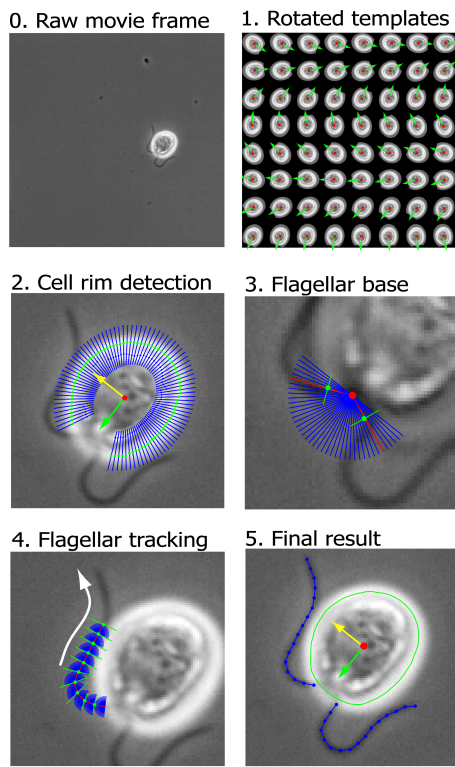 0. Raw movie frame
1. Rotated templates
2. Cell rim detection
3. Flagellar base
4. Flagellar tracking
5. Final result